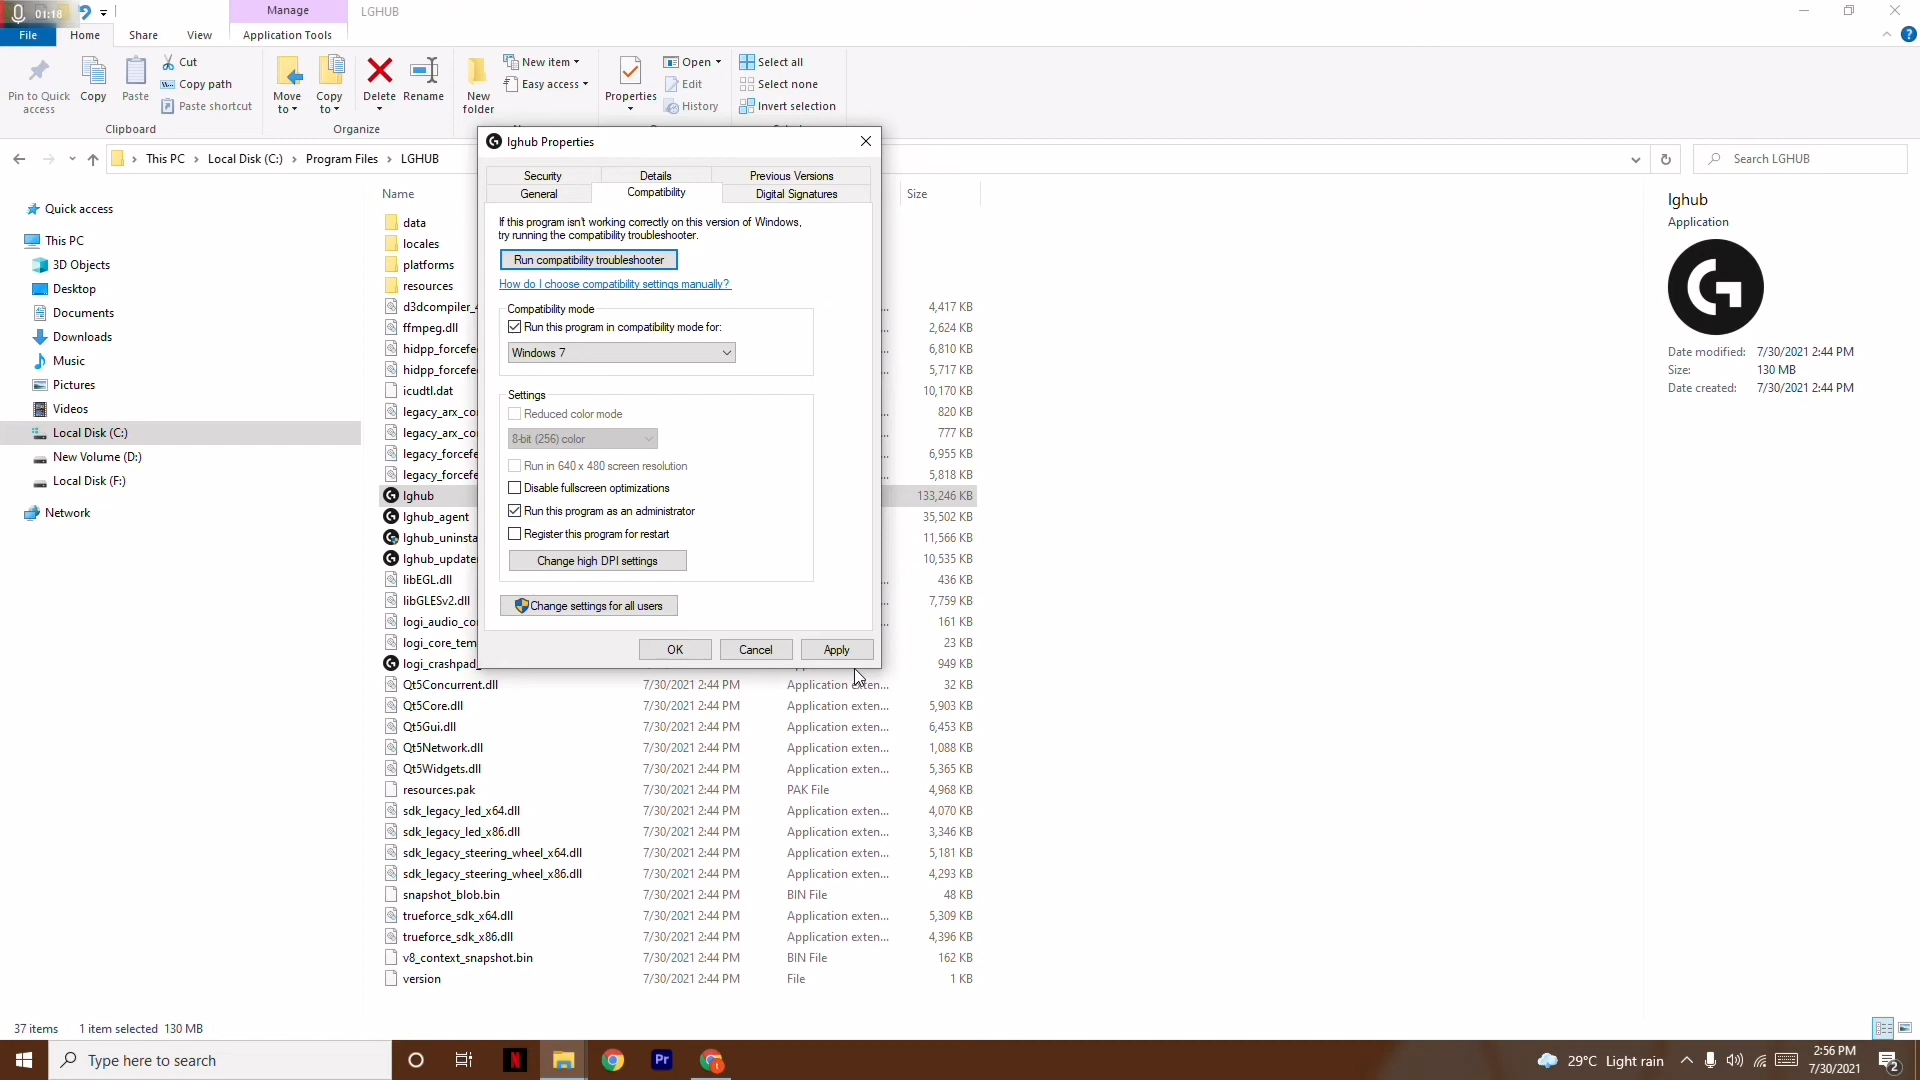 01:18
Manage
LGHUB
File
Home
Share
View
Application Tools
Pin to Quick access
Copy
Paste
Cut
Copy path
Paste shortcut
Clipboard
Move to
Copy to
Delete
Rename
Organize
New folder
New item
Easy access
Properties
Open
Edit
History
Select all
Select none
Invert selection
This PC > Local Disk (C:) > Program Files > LGHUB
Search LGHUB
Quick access
This PC
3D Objects
Desktop
Documents
Downloads
Music
Pictures
Videos
Local Disk (C:)
New Volume (D:)
Local Disk (F:)
Network
Name
Size
data
locales
platforms
resources
d3dcompiler_ 4,417 KB
ffmpeg.dll 2,624 KB
hidpp_forcefe 6,810 KB
hidpp_forcefe 5,717 KB
icudtl.dat 10,170 KB
legacy_arx_co 820 KB
legacy_arx_co 777 KB
legacy_forcefe 6,955 KB
legacy_forcefe 5,818 KB
lghub 133,246 KB
lghub_agent 35,502 KB
lghub_uninsta 11,566 KB
lghub_update 10,535 KB
libEGL.dll 436 KB
libGLESv2.dll 7,759 KB
logi_audio_co 161 KB
logi_core_tem 23 KB
logi_crashpad_ 949 KB
Qt5Concurrent.dll 7/30/2021 2:44 PM Application exten... 32 KB
Qt5Core.dll 7/30/2021 2:44 PM Application exten... 5,903 KB
Qt5Gui.dll 7/30/2021 2:44 PM Application exten... 6,453 KB
Qt5Network.dll 7/30/2021 2:44 PM Application exten... 1,088 KB
Qt5Widgets.dll 7/30/2021 2:44 PM Application exten... 5,365 KB
resources.pak 7/30/2021 2:44 PM PAK File 4,968 KB
sdk_legacy_led_x64.dll 7/30/2021 2:44 PM Application exten... 4,070 KB
sdk_legacy_led_x86.dll 7/30/2021 2:44 PM Application exten... 3,346 KB
sdk_legacy_steering_wheel_x64.dll 7/30/2021 2:44 PM Application exten... 5,181 KB
sdk_legacy_steering_wheel_x86.dll 7/30/2021 2:44 PM Application exten... 4,293 KB
snapshot_blob.bin 7/30/2021 2:44 PM BIN File 48 KB
trueforce_sdk_x64.dll 7/30/2021 2:44 PM Application exten... 5,309 KB
trueforce_sdk_x86.dll 7/30/2021 2:44 PM Application exten... 4,396 KB
v8_context_snapshot.bin 7/30/2021 2:44 PM BIN File 162 KB
version 7/30/2021 2:44 PM File 1 KB
lghub Properties
Security
Details
Previous Versions
General
Compatibility
Digital Signatures
If this program isn't working correctly on this version of Windows,
try running the compatibility troubleshooter.
Run compatibility troubleshooter
How do I choose compatibility settings manually?
Compatibility mode
Run this program in compatibility mode for:
Windows 7
Settings
Reduced color mode
8-bit (256) color
Run in 640 x 480 screen resolution
Disable fullscreen optimizations
Run this program as an administrator
Register this program for restart
Change high DPI settings
Change settings for all users
OK
Cancel
Apply
lghub
Application
Date modified: 7/30/2021 2:44 PM
Size: 130 MB
Date created: 7/30/2021 2:44 PM
37 items
1 item selected 130 MB
Type here to search
N
Pr
29°C Light rain
2:56 PM
7/30/2021
2